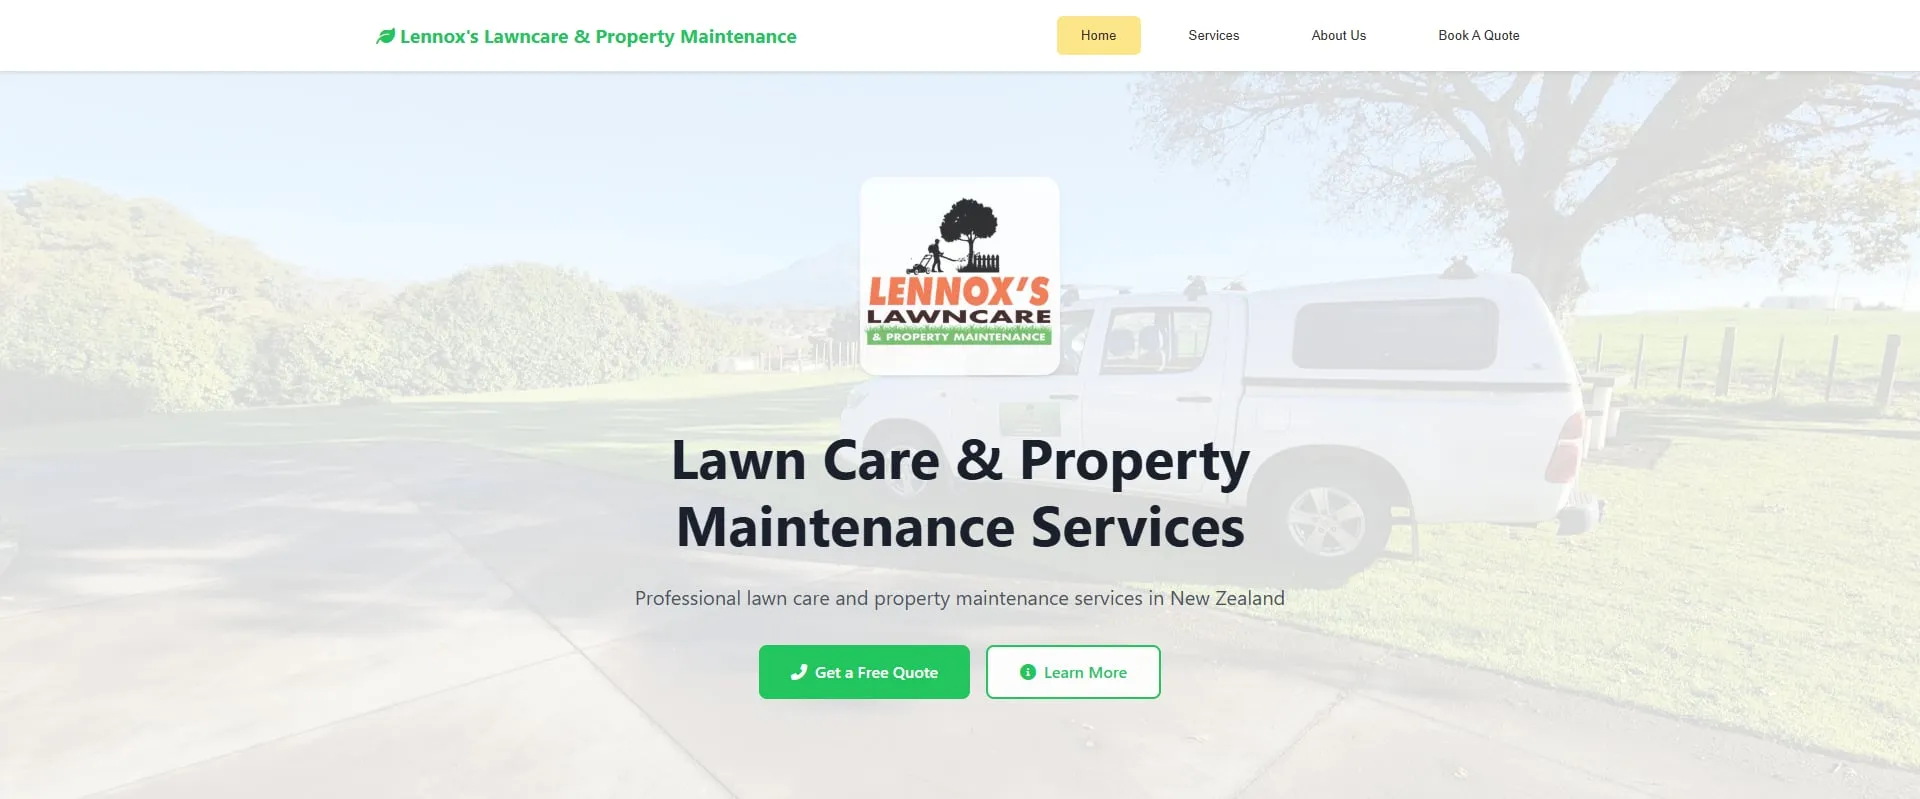 Lennox's Lawncare & Property Maintenance
Home
Services
About Us
Book A Quote
LENNOX'S
LAWNCARE
& PROPERTY MAINTENANCE
Lawn Care & Property
Maintenance Services
Professional lawn care and property maintenance services in New Zealand
Get a Free Quote
Learn More